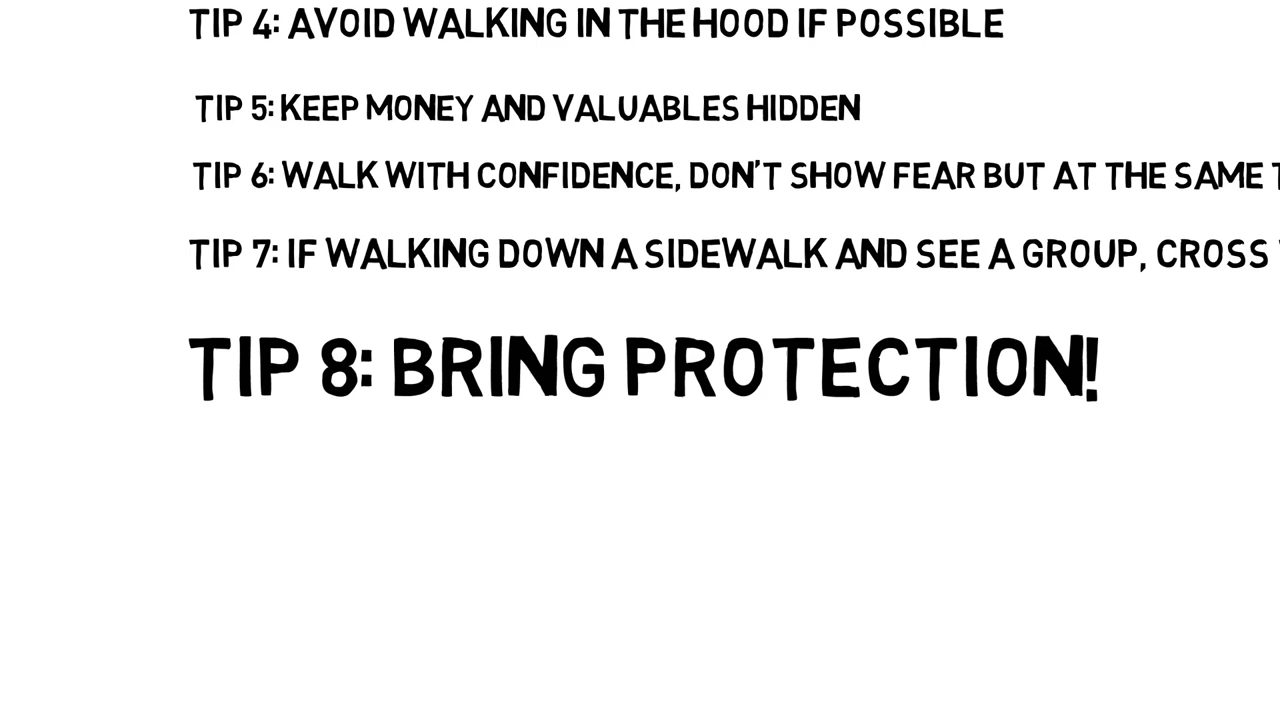 TIP 4: AVOID WALKING IN THE HOOD IF POSSIBLE
TIP 5: KEEP MONEY AND VALUABLES HIDDEN
TIP 6: WALK WITH CONFIDENCE, DON'T SHOW FEAR BUT AT THE SAME
TIP 7: IF WALKING DOWN A SIDEWALK AND SEE A GROUP, CROSS
TIP 8: BRING PROTECTION!